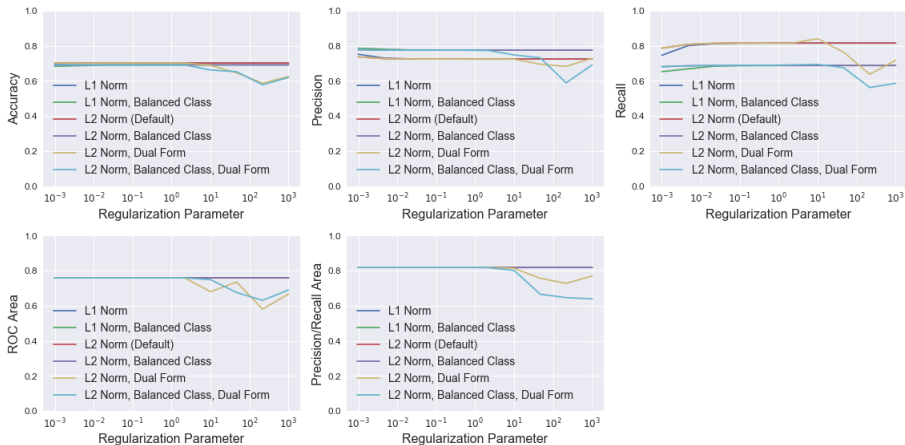 1.0
0.8
0.6
0.4
0.2
0.0
Accuracy
L1 Norm
L1 Norm, Balanced Class
L2 Norm (Default)
L2 Norm, Balanced Class
L2 Norm, Dual Form
L2 Norm, Balanced Class, Dual Form
10⁻³ 10⁻² 10⁻¹ 10⁰ 10¹ 10² 10³
Regularization Parameter
1.0
0.8
0.6
0.4
0.2
0.0
Precision
L1 Norm
L1 Norm, Balanced Class
L2 Norm (Default)
L2 Norm, Balanced Class
L2 Norm, Dual Form
L2 Norm, Balanced Class, Dual Form
10⁻³ 10⁻² 10⁻¹ 10⁰ 10¹ 10² 10³
Regularization Parameter
1.0
0.8
0.6
0.4
0.2
0.0
Recall
L1 Norm
L1 Norm, Balanced Class
L2 Norm (Default)
L2 Norm, Balanced Class
L2 Norm, Dual Form
L2 Norm, Balanced Class, Dual Form
10⁻³ 10⁻² 10⁻¹ 10⁰ 10¹ 10² 10³
Regularization Parameter
1.0
0.8
0.6
0.4
0.2
0.0
ROC Area
L1 Norm
L1 Norm, Balanced Class
L2 Norm (Default)
L2 Norm, Balanced Class
L2 Norm, Dual Form
L2 Norm, Balanced Class, Dual Form
10⁻³ 10⁻² 10⁻¹ 10⁰ 10¹ 10² 10³
Regularization Parameter
1.0
0.8
0.6
0.4
0.2
0.0
Precision/Recall Area
L1 Norm
L1 Norm, Balanced Class
L2 Norm (Default)
L2 Norm, Balanced Class
L2 Norm, Dual Form
L2 Norm, Balanced Class, Dual Form
10⁻³ 10⁻² 10⁻¹ 10⁰ 10¹ 10² 10³
Regularization Parameter